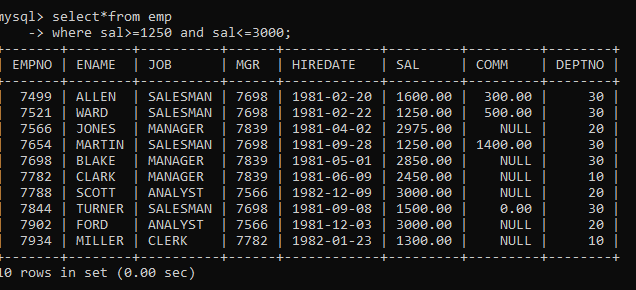 mysql> select*from emp
    -> where sal>=1250 and sal<=3000;
+-------+--------+----------+------+------------+---------+---------+--------+
| EMPNO | ENAME  | JOB      | MGR  | HIREDATE   | SAL     | COMM    | DEPTNO |
+-------+--------+----------+------+------------+---------+---------+--------+
|  7499 | ALLEN  | SALESMAN | 7698 | 1981-02-20 | 1600.00 |  300.00 |     30 |
|  7521 | WARD   | SALESMAN | 7698 | 1981-02-22 | 1250.00 |  500.00 |     30 |
|  7566 | JONES  | MANAGER  | 7839 | 1981-04-02 | 2975.00 |    NULL |     20 |
|  7654 | MARTIN | SALESMAN | 7698 | 1981-09-28 | 1250.00 | 1400.00 |     30 |
|  7698 | BLAKE  | MANAGER  | 7839 | 1981-05-01 | 2850.00 |    NULL |     30 |
|  7782 | CLARK  | MANAGER  | 7839 | 1981-06-09 | 2450.00 |    NULL |     10 |
|  7788 | SCOTT  | ANALYST  | 7566 | 1982-12-09 | 3000.00 |    NULL |     20 |
|  7844 | TURNER | SALESMAN | 7698 | 1981-09-08 | 1500.00 |    0.00 |     30 |
|  7902 | FORD   | ANALYST  | 7566 | 1981-12-03 | 3000.00 |    NULL |     20 |
|  7934 | MILLER | CLERK    | 7782 | 1982-01-23 | 1300.00 |    NULL |     10 |
+-------+--------+----------+------+------------+---------+---------+--------+
10 rows in set (0.00 sec)